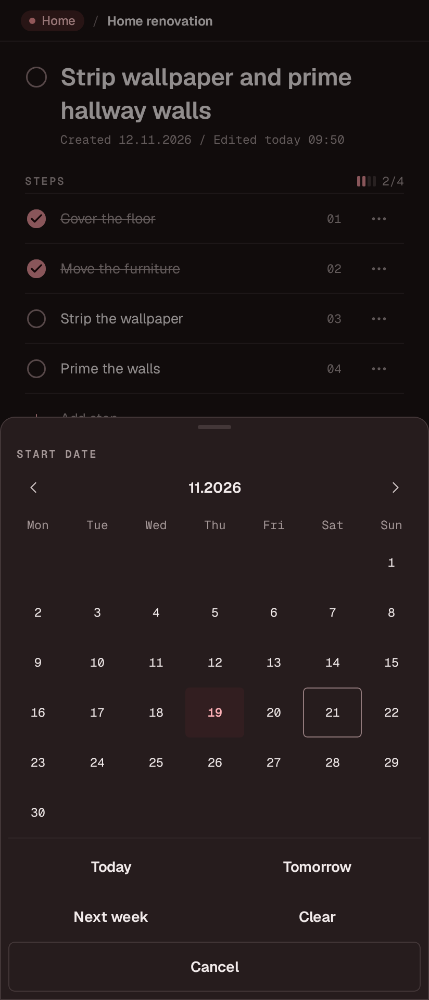 Home / Home renovation
Strip wallpaper and prime
hallway walls
Created 12.11.2026 / Edited today 09:50
STEPS 2/4
Cover the floor 01
Move the furniture 02
Strip the wallpaper 03
Prime the walls 04
Add step
START DATE
11.2026
Mon Tue Wed Thu Fri Sat Sun
1
2 3 4 5 6 7 8
9 10 11 12 13 14 15
16 17 18 19 20 21 22
23 24 25 26 27 28 29
30
Today Tomorrow
Next week Clear
Cancel